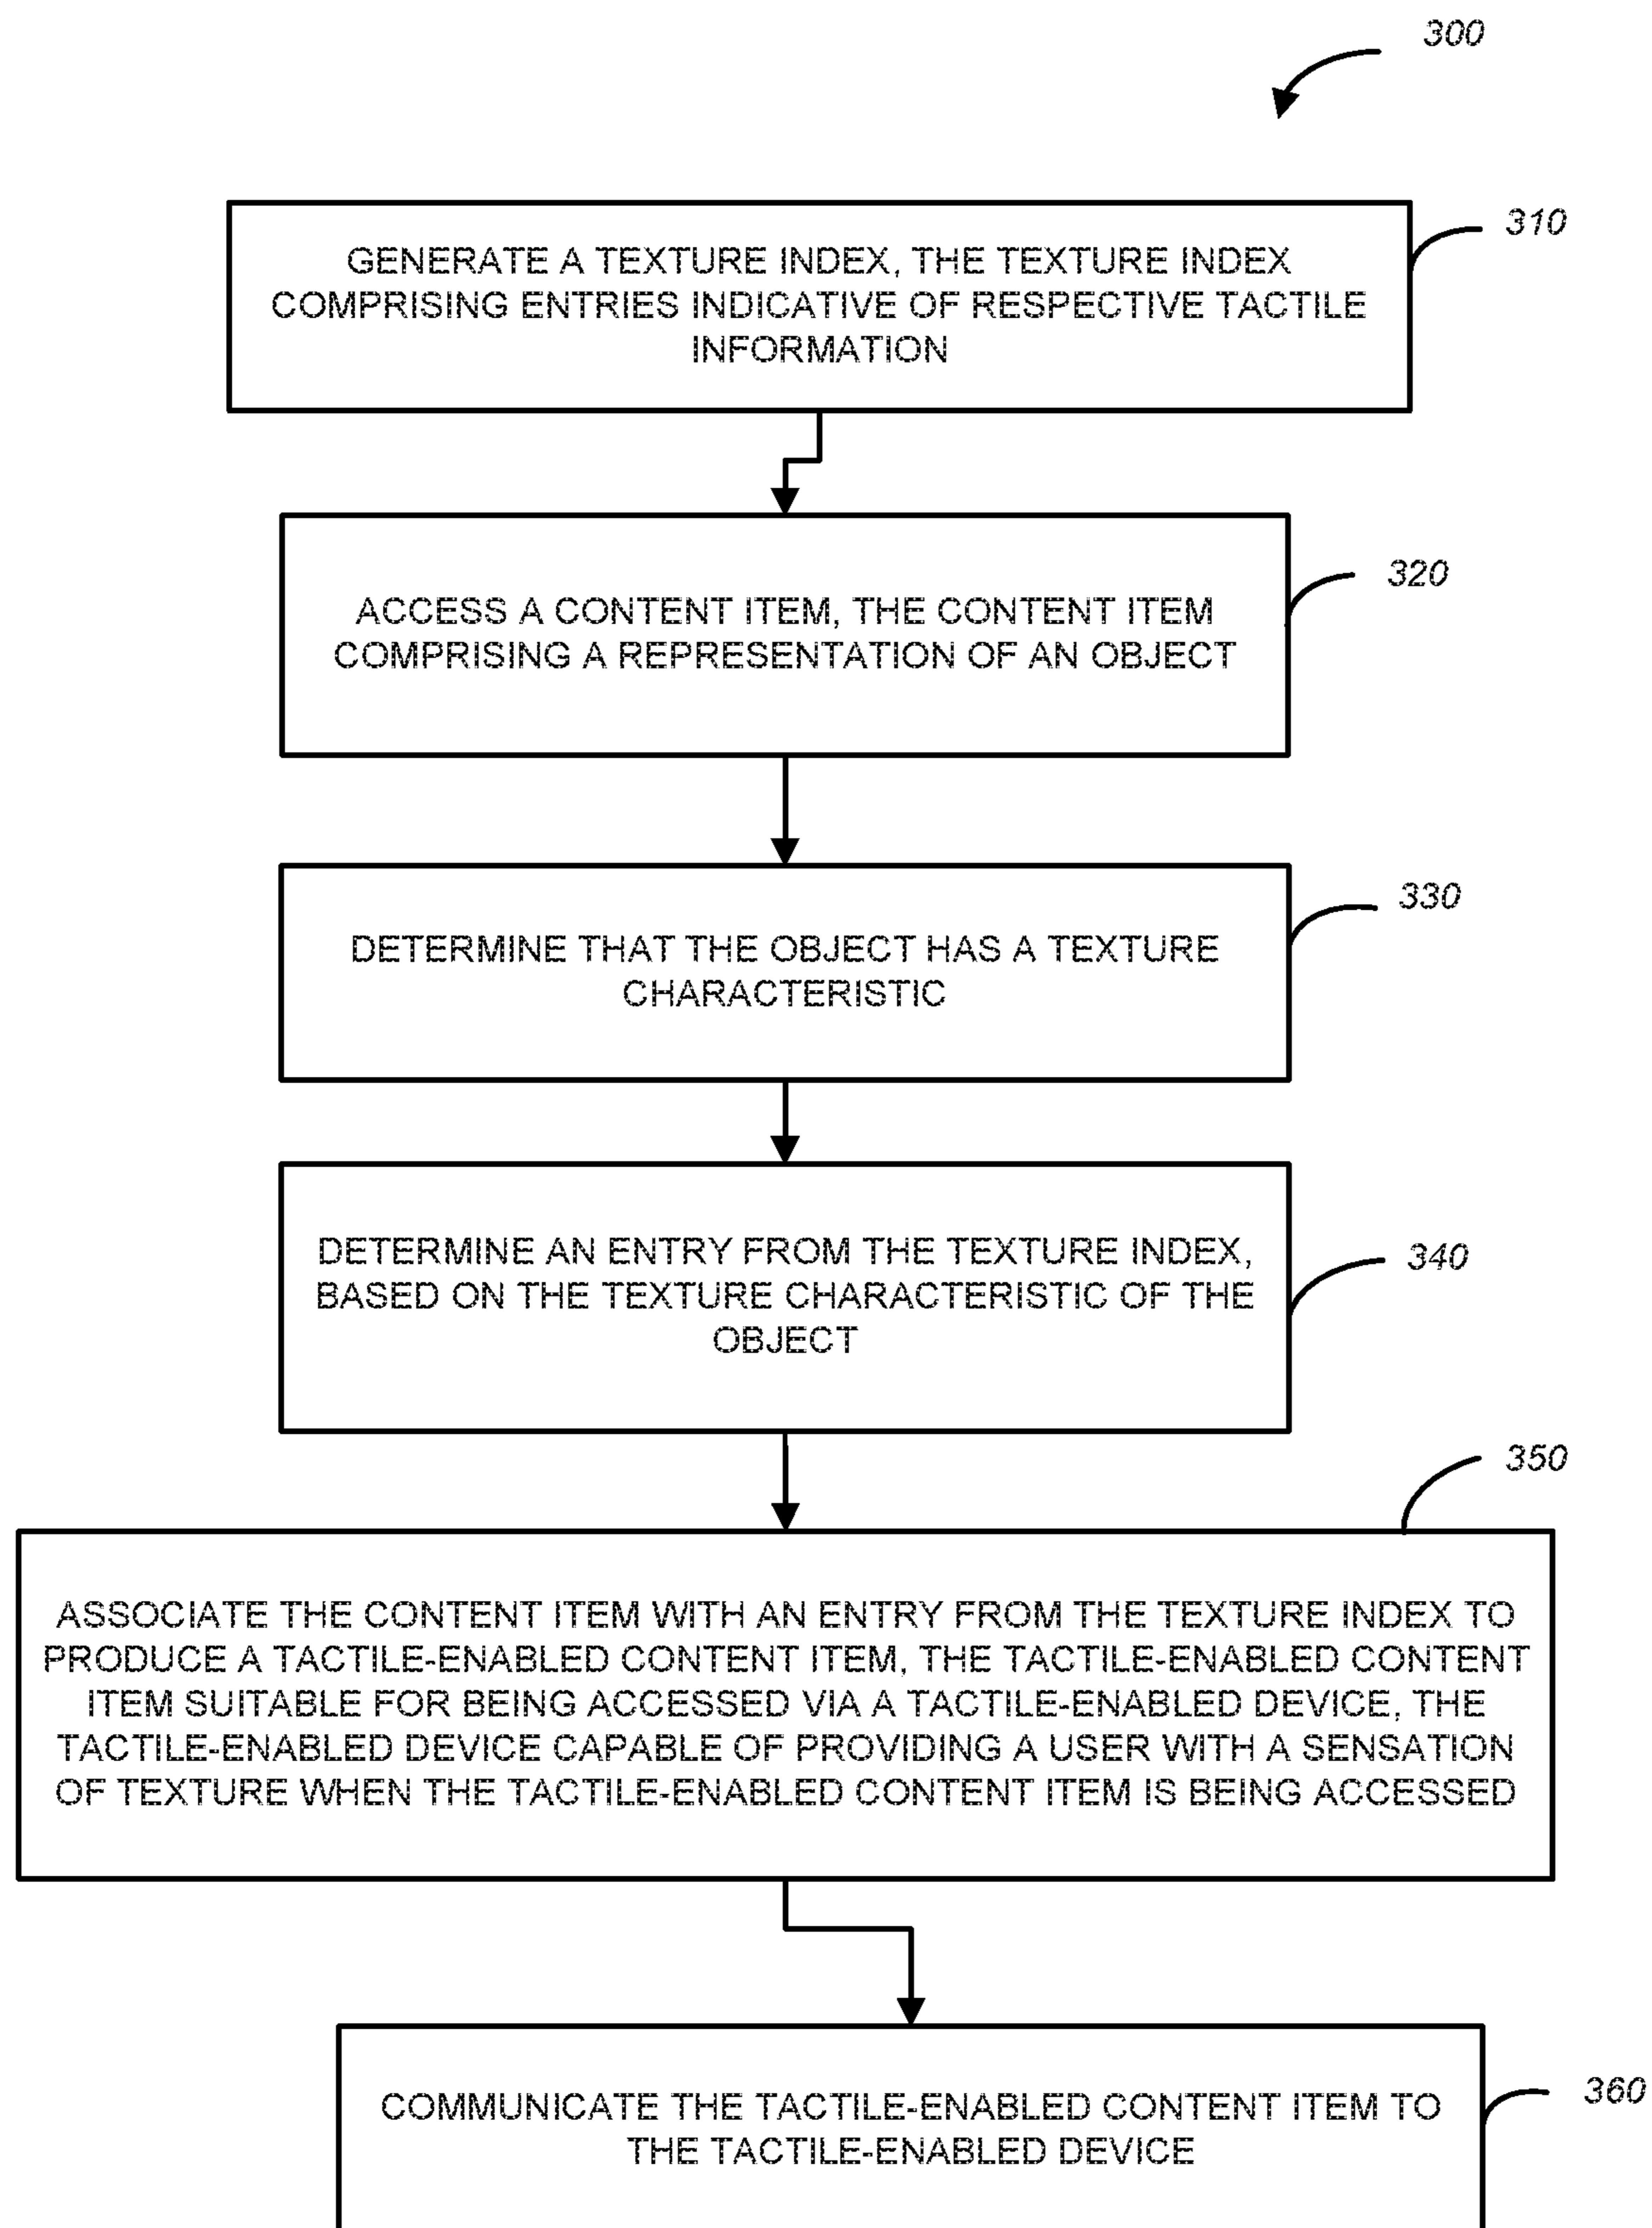 300
310
GENERATE A TEXTURE INDEX, THE TEXTURE INDEX
COMPRISING ENTRIES INDICATIVE OF RESPECTIVE TACTILE
INFORMATION
320
ACCESS A CONTENT ITEM, THE CONTENT ITEM
COMPRISING A REPRESENTATION OF AN OBJECT
330
DETERMINE THAT THE OBJECT HAS A TEXTURE
CHARACTERISTIC
340
DETERMINE AN ENTRY FROM THE TEXTURE INDEX,
BASED ON THE TEXTURE CHARACTERISTIC OF THE
OBJECT
350
ASSOCIATE THE CONTENT ITEM WITH AN ENTRY FROM THE TEXTURE INDEX TO
PRODUCE A TACTILE-ENABLED CONTENT ITEM, THE TACTILE-ENABLED CONTENT
ITEM SUITABLE FOR BEING ACCESSED VIA A TACTILE-ENABLED DEVICE, THE
TACTILE-ENABLED DEVICE CAPABLE OF PROVIDING A USER WITH A SENSATION
OF TEXTURE WHEN THE TACTILE-ENABLED CONTENT ITEM IS BEING ACCESSED
360
COMMUNICATE THE TACTILE-ENABLED CONTENT ITEM TO
THE TACTILE-ENABLED DEVICE